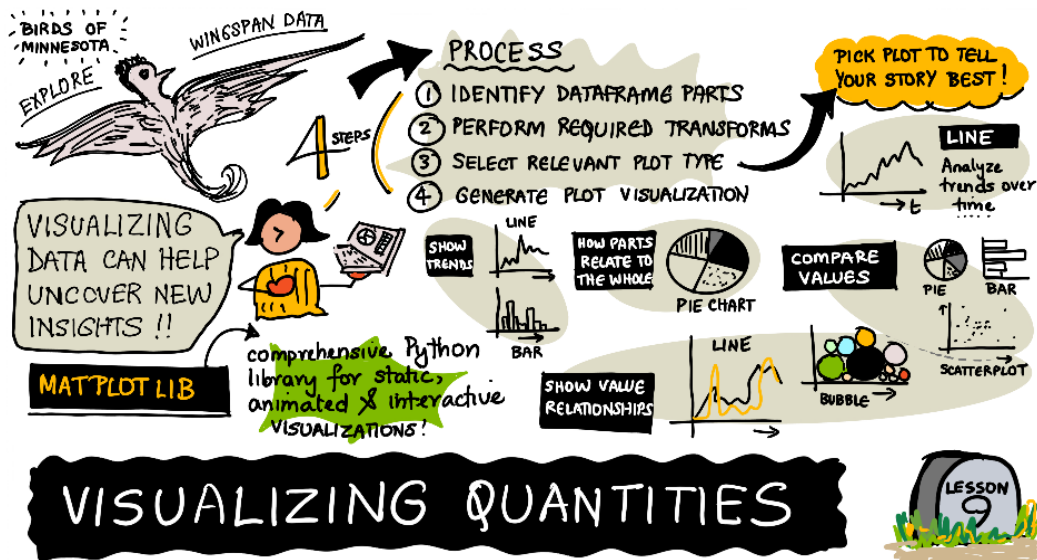 BIRDS OF
MINNESOTA
EXPLORE
WINGSPAN DATA
4 STEPS
PROCESS
1 IDENTIFY DATAFRAME PARTS
2 PERFORM REQUIRED TRANSFORMS
3 SELECT RELEVANT PLOT TYPE
4 GENERATE PLOT VISUALIZATION
PICK PLOT TO TELL
YOUR STORY BEST!
LINE
Analyze
trends over
time
t
VISUALIZING
DATA CAN HELP
UNCOVER NEW
INSIGHTS !!
MATPLOT LIB
comprehensive Python
library for static,
animated & interactive
VISUALIZATIONS!
SHOW
TRENDS
LINE
BAR
HOW PARTS
RELATE TO
THE WHOLE
PIE CHART
COMPARE
VALUES
PIE
BAR
SCATTERPLOT
SHOW VALUE
RELATIONSHIPS
LINE
BUBBLE
VISUALIZING QUANTITIES
LESSON
9